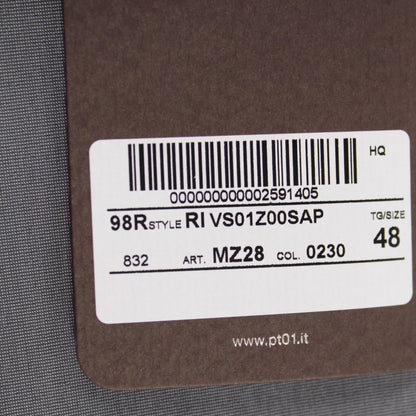 HQ
000000000002591405
98R STYLE RI VS01Z00SAP TG/SIZE
832 ART. MZ28 COL. 0230 48
www.pt01.it